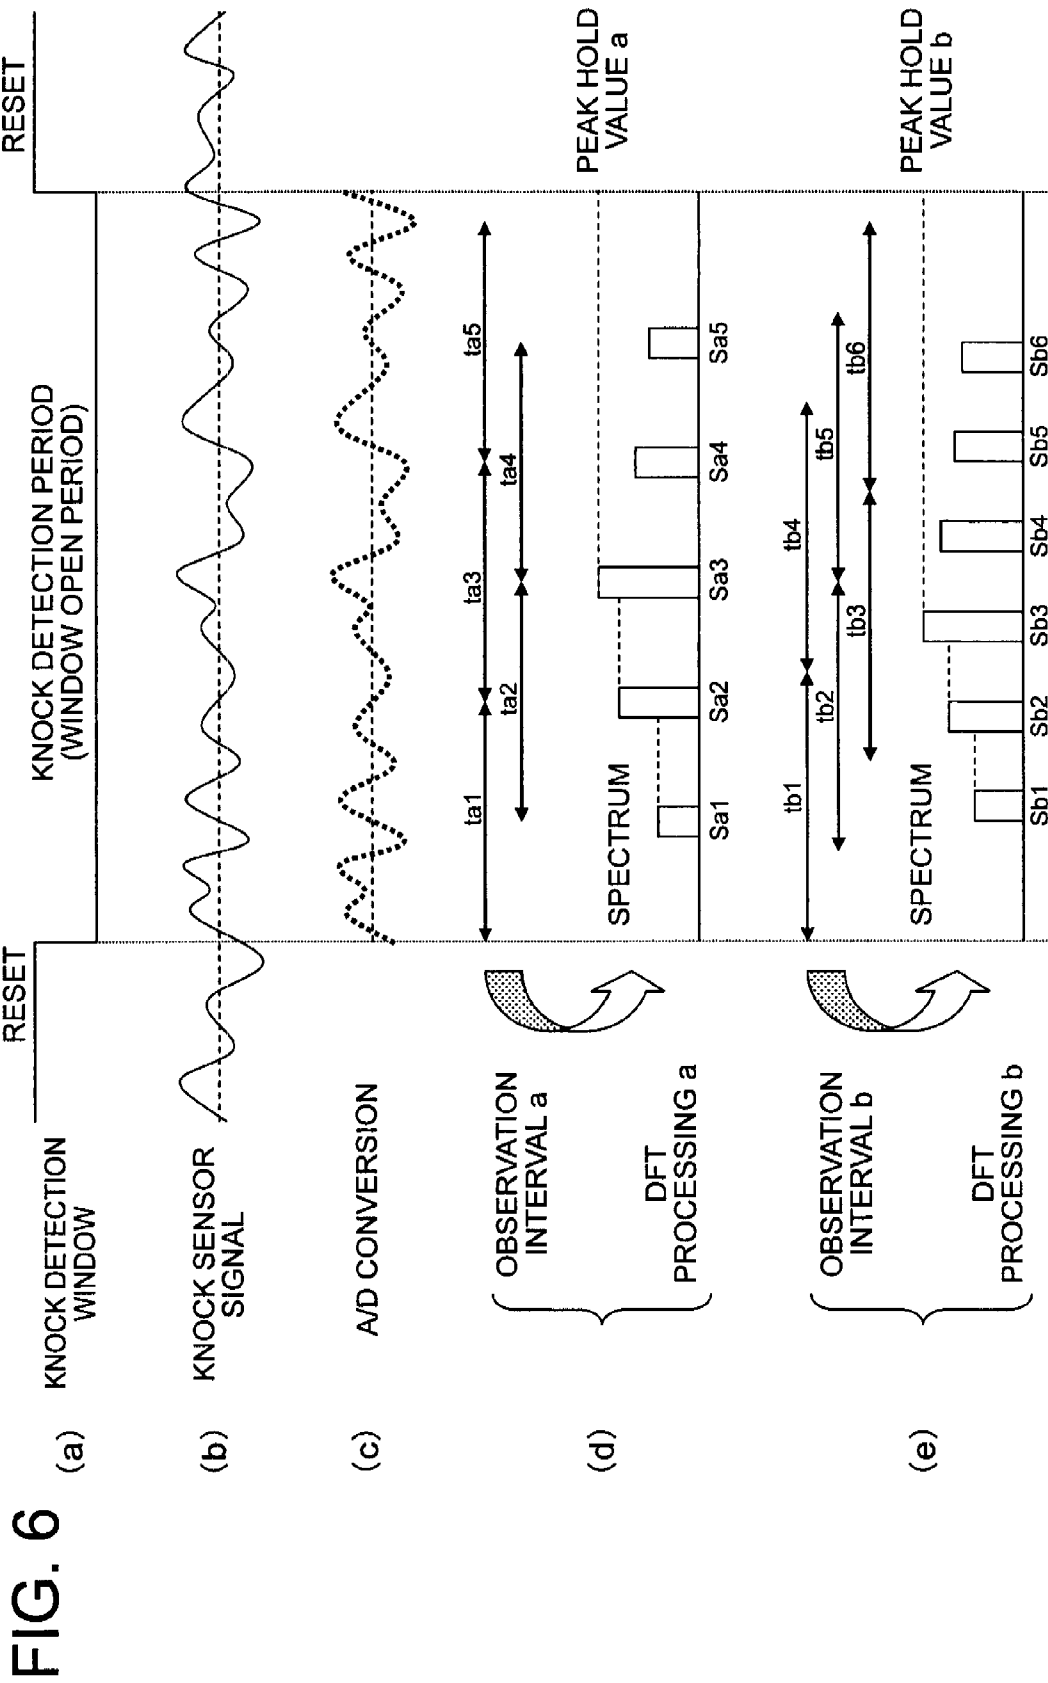 FIG. 6
(a)
KNOCK DETECTION
WINDOW
RESET
KNOCK DETECTION PERIOD
(WINDOW OPEN PERIOD)
RESET
(b)
KNOCK SENSOR
SIGNAL
(c)
A/D CONVERSION
(d)
OBSERVATION
INTERVAL a
ta1
ta2
ta3
ta4
ta5
DFT
PROCESSING a
SPECTRUM
Sa1
Sa2
Sa3
Sa4
Sa5
PEAK HOLD
VALUE a
(e)
OBSERVATION
INTERVAL b
tb1
tb2
tb3
tb4
tb5
tb6
DFT
PROCESSING b
SPECTRUM
Sb1
Sb2
Sb3
Sb4
Sb5
Sb6
PEAK HOLD
VALUE b